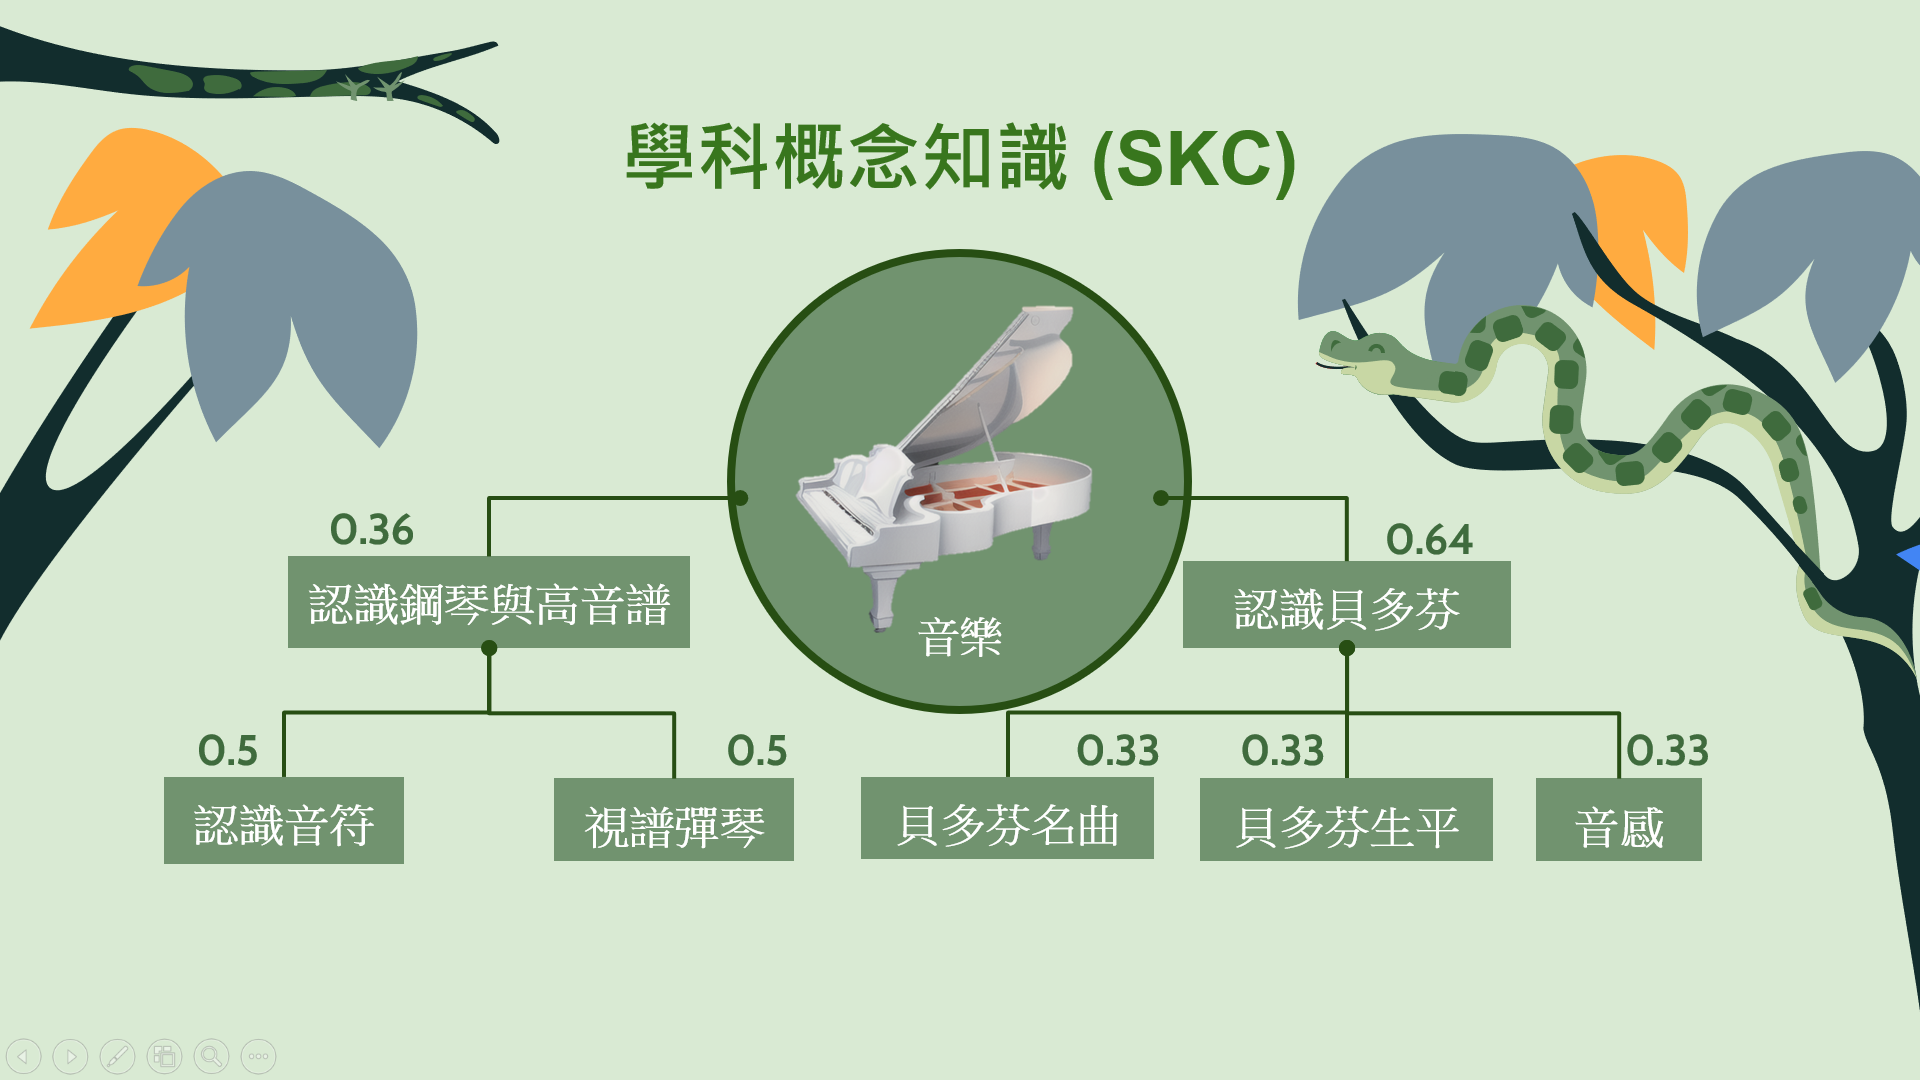 學科概念知識 (SKC)
0.36
0.64
認識鋼琴與高音譜
音樂
認識貝多芬
0.5
0.5
0.33
0.33
0.33
認識音符
視譜彈琴
貝多芬名曲
貝多芬生平
音感